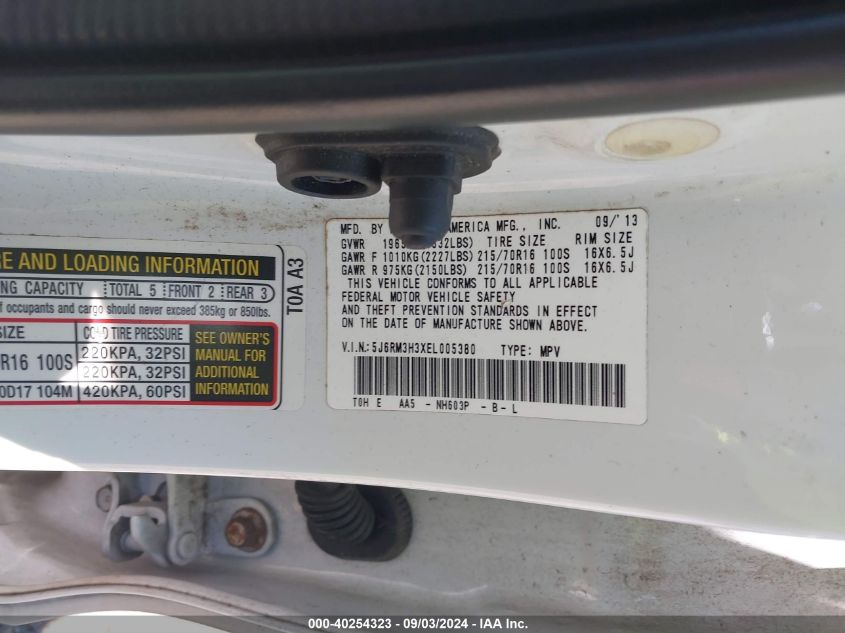 RE AND LOADING INFORMATION
NG CAPACITY TOTAL 5 FRONT 2 REAR 3
f occupants and cargo should never exceed 385kg or 850lbs.
SIZE COLD TIRE PRESSURE SEE OWNER'S
R16 100S 220KPA, 32PSI MANUAL FOR
220KPA, 32PSI ADDITIONAL
0D17 104M 420KPA, 60PSI INFORMATION
T0A A3
MFD. BY AMERICA MFG., INC. 09/'13
GVWR TIRE SIZE RIM SIZE
GAWR F 1010KG(2227LBS) 215/70R16 100S 16X6.5J
GAWR R 975KG(2150LBS) 215/70R16 100S 16X6.5J
THIS VEHICLE CONFORMS TO ALL APPLICABLE
FEDERAL MOTOR VEHICLE SAFETY
AND THEFT PREVENTION STANDARDS IN EFFECT
ON THE DATE OF MANUFACTURE SHOWN ABOVE.
V.I.N.:5J6RM3H3XEL005380 TYPE: MPV
T0H E AA5 - NH603P - B - L
000-40254323 - 09/03/2024 - IAA Inc.